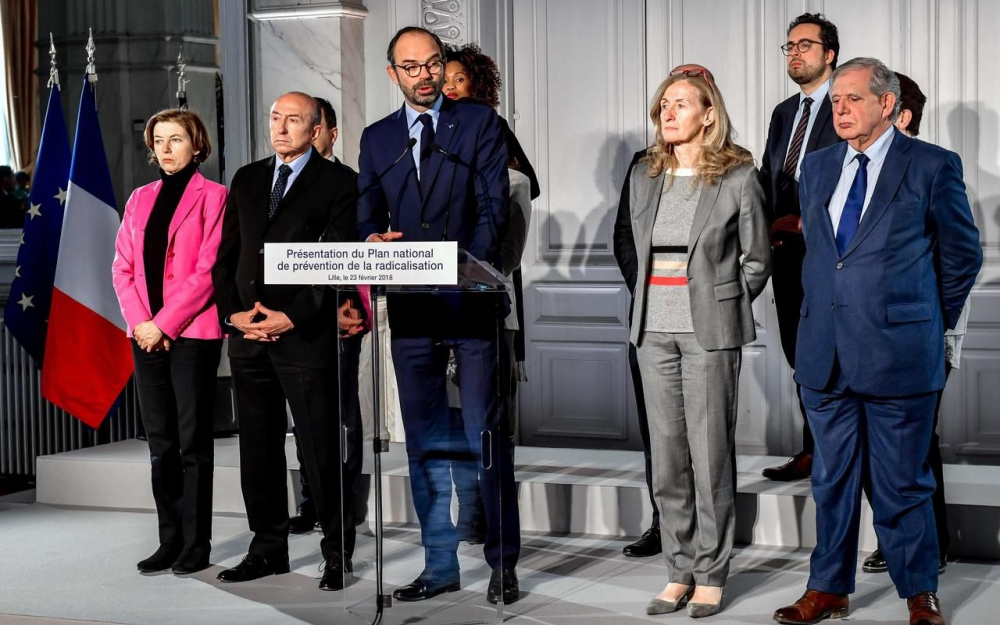 Présentation du Plan national
de prévention de la radicalisation
Lille, le 23 février 2018